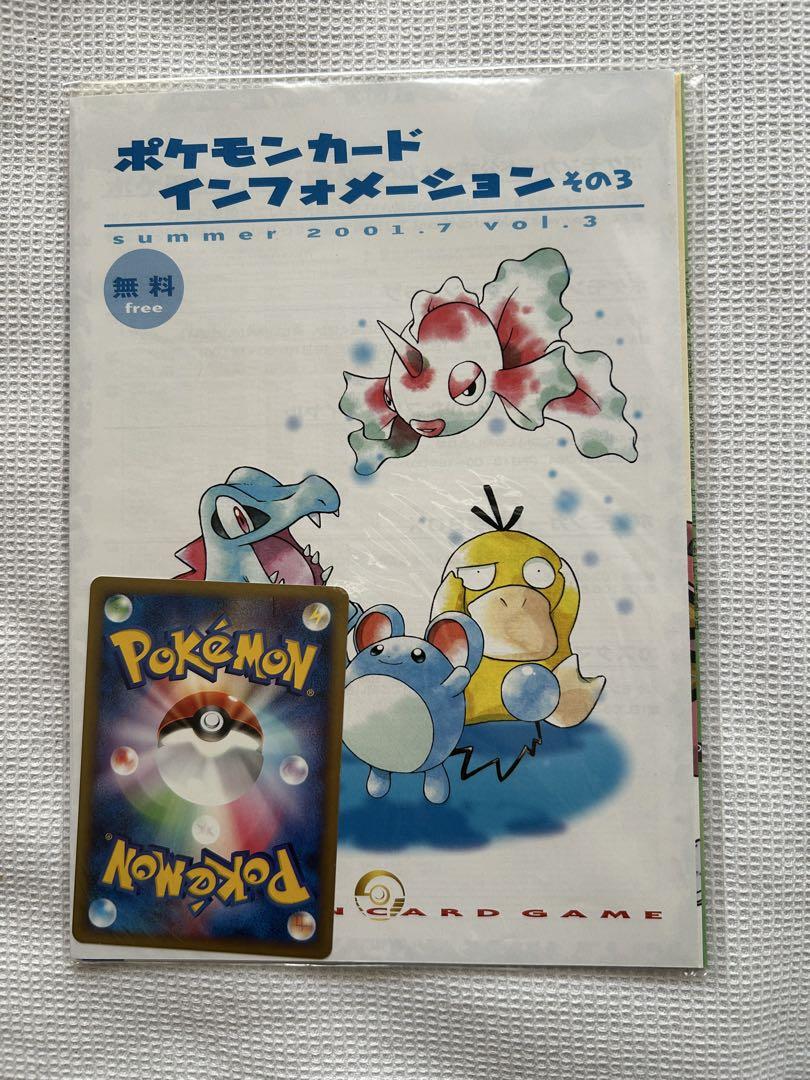 ポケモンカード
インフォメーションその3
summer 2001.7 vol.3
無料
free
POKéMON
®
POKéMON
®
N CARD GAME